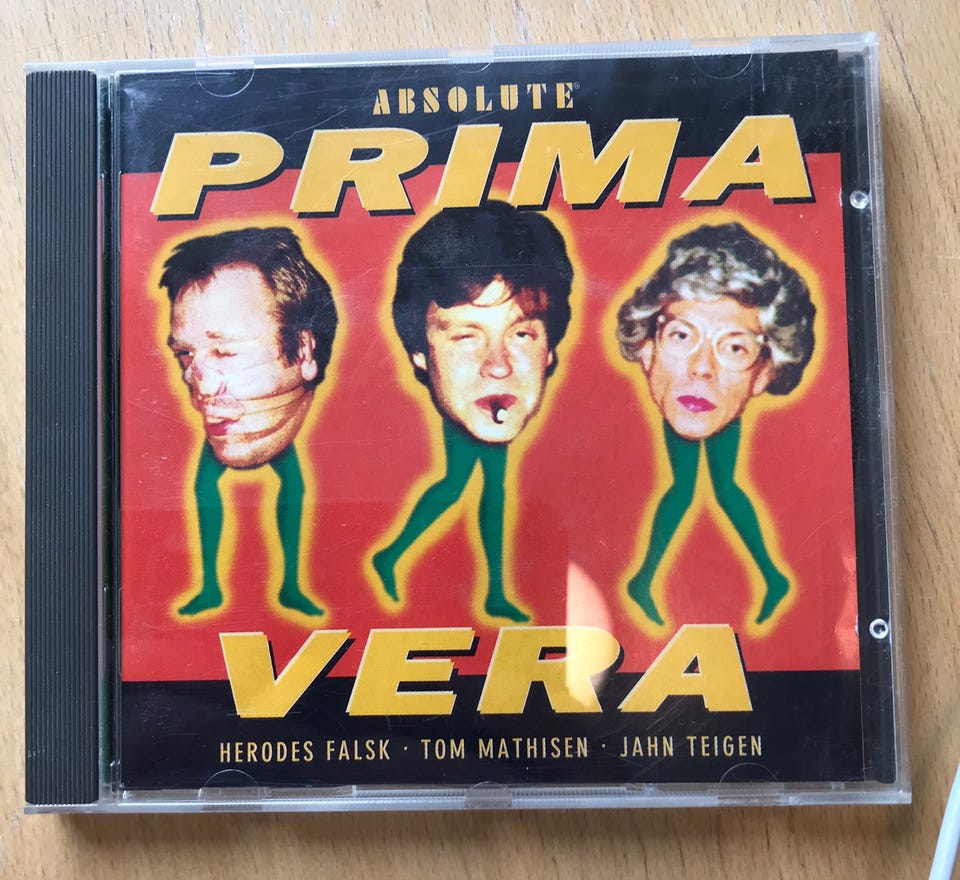 ABSOLUTE®
PRIMA
VERA
HERODES FALSK · TOM MATHISEN · JAHN TEIGEN